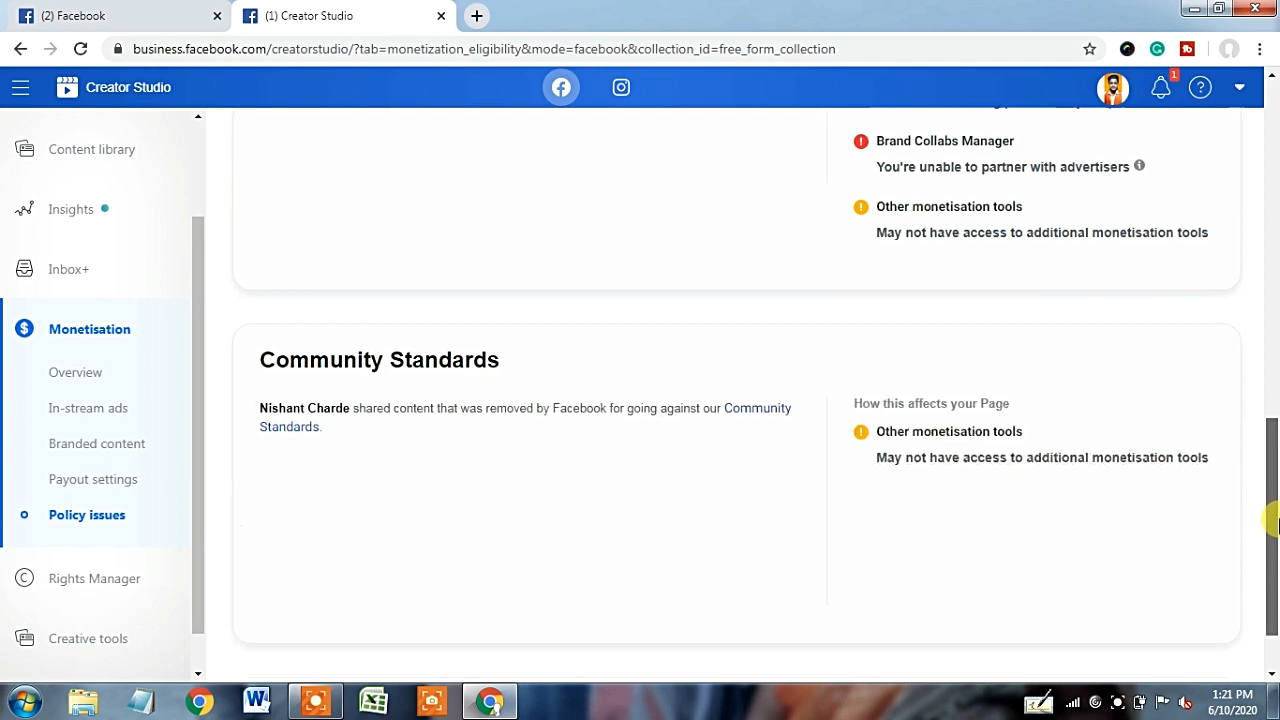 (2) Facebook
(1) Creator Studio
business.facebook.com/creatorstudio/?tab=monetization_eligibility&mode=facebook&collection_id=free_form_collection
Creator Studio
1
Content library
Insights
Inbox+
Monetisation
Overview
In-stream ads
Branded content
Payout settings
Policy issues
Rights Manager
Creative tools
Brand Collabs Manager
You're unable to partner with advertisers
Other monetisation tools
May not have access to additional monetisation tools
Community Standards
Nishant Charde shared content that was removed by Facebook for going against our Community
Standards.
How this affects your Page
Other monetisation tools
May not have access to additional monetisation tools
1:21 PM
6/10/2020